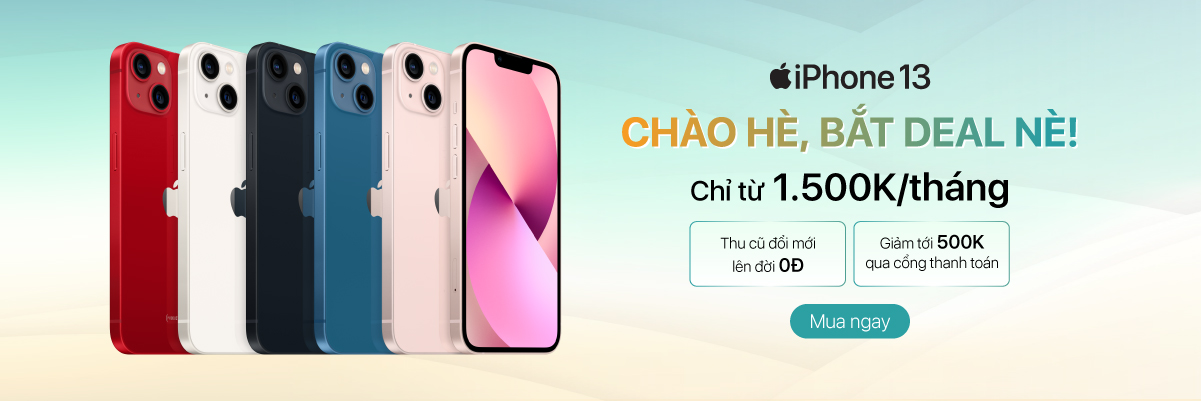 iPhone 13
CHÀO HÈ, BẮT DEAL NÈ!
Chỉ từ 1.500K/tháng
Thu cũ đổi mới
lên đời 0Đ
Giảm tới 500K
qua cổng thanh toán
Mua ngay